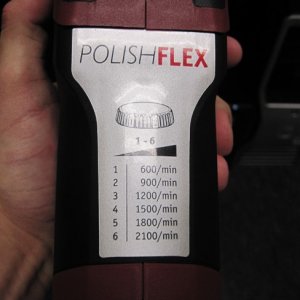 POLISHFLEX
1 - 6
1 600/min
2 900/min
3 1200/min
4 1500/min
5 1800/min
6 2100/min